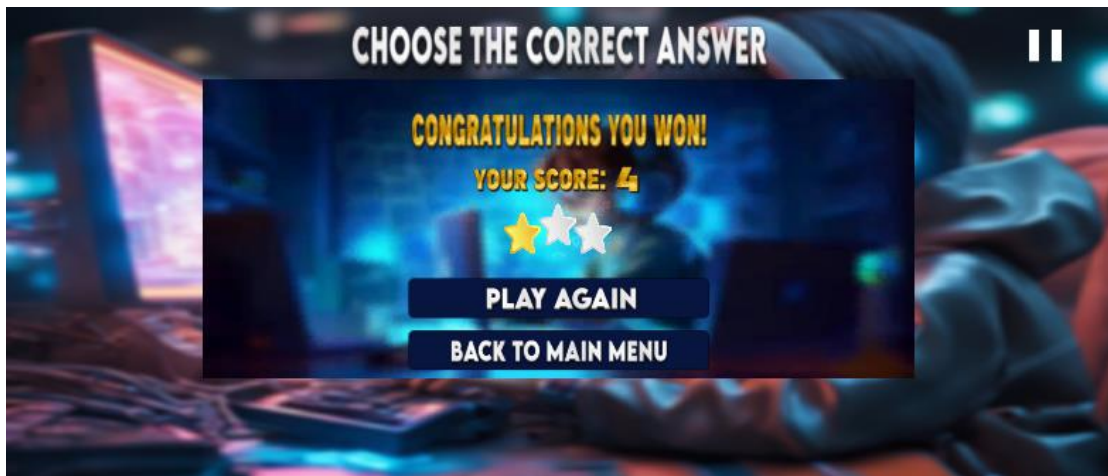 CHOOSE THE CORRECT ANSWER
CONGRATULATIONS YOU WON!
YOUR SCORE: 4
PLAY AGAIN
BACK TO MAIN MENU